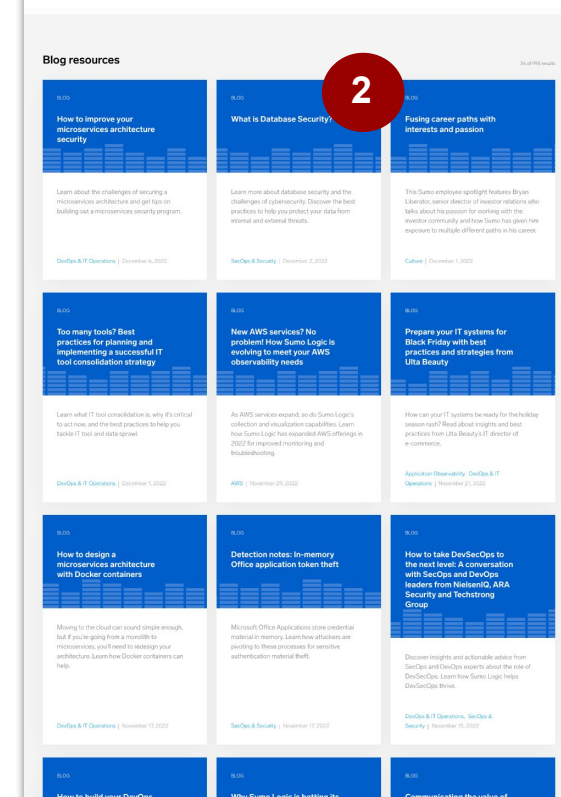 Blog resources
36 of 995 results
2
BLOG
How to improve your
microservices architecture
security
Learn about the challenges of securing a
microservices architecture and get tips on
building out a microservices security program.
DevOps & IT Operations | December 6, 2022
BLOG
What is Database Security?
Learn more about database security and the
challenges of cybersecurity. Discover the best
practices to help you protect your data from
internal and external threats.
SecOps & Security | December 2, 2022
BLOG
Fusing career paths with
interests and passion
This Sumo employee spotlight features Bryan
Liberator, senior director of investor relations who
talks about his passion for working with the
investor community and how Sumo has given him
exposure to multiple different paths in his career.
Culture | December 1, 2022
BLOG
Too many tools? Best
practices for planning and
implementing a successful IT
tool consolidation strategy
Learn what IT tool consolidation is, why it's critical
to act now, and the best practices to help you
tackle IT tool and data sprawl.
DevOps & IT Operations | December 1, 2022
BLOG
New AWS services? No
problem! How Sumo Logic is
evolving to meet your AWS
observability needs
As AWS services expand, so do Sumo Logic's
collection and visualization capabilities. Learn
how Sumo Logic has expanded AWS offerings in
2022 for improved monitoring and
troubleshooting.
AWS | November 29, 2022
BLOG
Prepare your IT systems for
Black Friday with best
practices and strategies from
Ulta Beauty
How can your IT systems be ready for the holiday
season rush? Read about insights and best
practices from Ulta Beauty's IT director of
e-commerce.
Application Observability, DevOps & IT
Operations | November 21, 2022
BLOG
How to design a
microservices architecture
with Docker containers
Moving to the cloud can sound simple enough,
but if you're going from a monolith to
microservices, you'll need to redesign your
architecture. Learn how Docker containers can
help.
DevOps & IT Operations | November 17, 2022
BLOG
Detection notes: In-memory
Office application token theft
Microsoft Office Applications store credential
material in memory. Learn how attackers are
pivoting to these processes for sensitive
authentication material theft.
SecOps & Security | November 17, 2022
BLOG
How to take DevSecOps to
the next level: A conversation
with SecOps and DevOps
leaders from NielsenIQ, ARA
Security and Techstrong
Group
Discover insights and actionable advice from
SecOps and DevOps experts about the role of
DevSecOps. Learn how Sumo Logic helps
DevSecOps thrive.
DevOps & IT Operations, SecOps &
Security | November 15, 2022
BLOG
How to build your DevOps
BLOG
Why Sumo Logic is betting its
BLOG
Communicating the value of